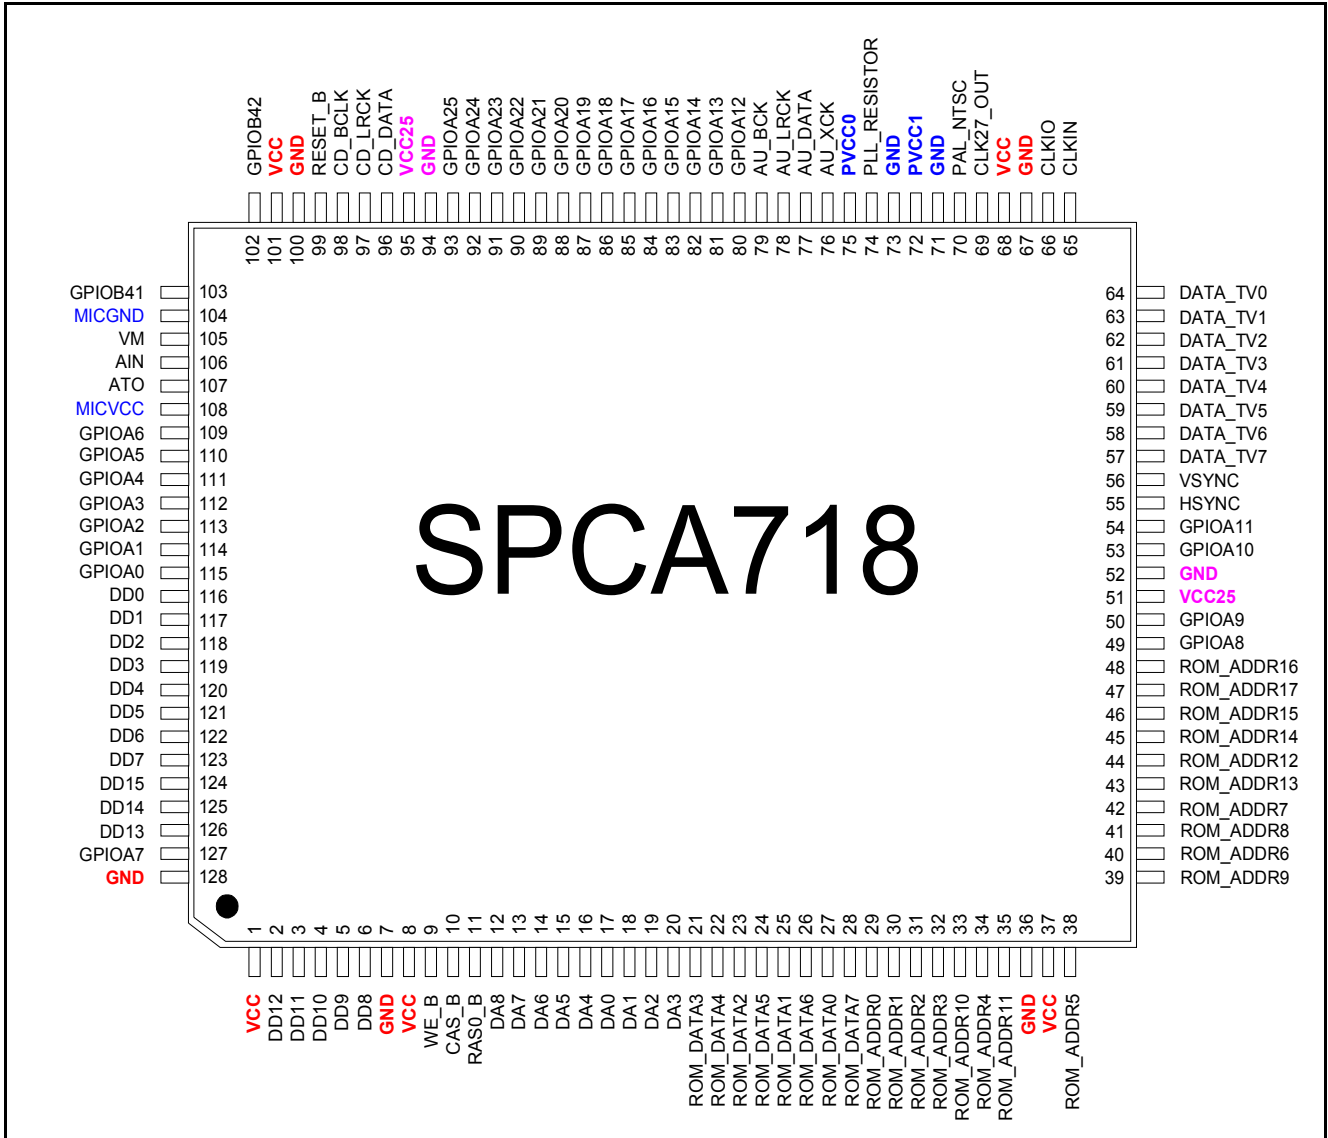 GPIOB42
VCC
GND
RESET_B
CD_BCLK
CD_LRCK
CD_DATA
VCC25
GND
GPIOA25
GPIOA24
GPIOA23
GPIOA22
GPIOA21
GPIOA20
GPIOA19
GPIOA18
GPIOA17
GPIOA16
GPIOA15
GPIOA14
GPIOA13
GPIOA12
AU_BCK
AU_LRCK
AU_DATA
AU_XCK
PVCC0
PLL_RESISTOR
GND
PVCC1
GND
PAL_NTSC
CLK27_OUT
VCC
GND
CLKIO
CLKIN
102
101
100
99
98
97
96
95
94
93
92
91
90
89
88
87
86
85
84
83
82
81
80
79
78
77
76
75
74
73
72
71
70
69
68
67
66
65
GPIOB41 103
MICGND 104
VM 105
AIN 106
ATO 107
MICVCC 108
GPIOA6 109
GPIOA5 110
GPIOA4 111
GPIOA3 112
GPIOA2 113
GPIOA1 114
GPIOA0 115
DD0 116
DD1 117
DD2 118
DD3 119
DD4 120
DD5 121
DD6 122
DD7 123
DD15 124
DD14 125
DD13 126
GPIOA7 127
GND 128
SPCA718
64 DATA_TV0
63 DATA_TV1
62 DATA_TV2
61 DATA_TV3
60 DATA_TV4
59 DATA_TV5
58 DATA_TV6
57 DATA_TV7
56 VSYNC
55 HSYNC
54 GPIOA11
53 GPIOA10
52 GND
51 VCC25
50 GPIOA9
49 GPIOA8
48 ROM_ADDR16
47 ROM_ADDR17
46 ROM_ADDR15
45 ROM_ADDR14
44 ROM_ADDR12
43 ROM_ADDR13
42 ROM_ADDR7
41 ROM_ADDR8
40 ROM_ADDR6
39 ROM_ADDR9
1
2
3
4
5
6
7
8
9
10
11
12
13
14
15
16
17
18
19
20
21
22
23
24
25
26
27
28
29
30
31
32
33
34
35
36
37
38
VCC
DD12
DD11
DD10
DD9
DD8
GND
VCC
WE_B
CAS_B
RAS0_B
DA8
DA7
DA6
DA5
DA4
DA0
DA1
DA2
DA3
ROM_DATA3
ROM_DATA4
ROM_DATA2
ROM_DATA5
ROM_DATA1
ROM_DATA6
ROM_DATA0
ROM_DATA7
ROM_ADDR0
ROM_ADDR1
ROM_ADDR2
ROM_ADDR3
ROM_ADDR10
ROM_ADDR4
ROM_ADDR11
GND
VCC
ROM_ADDR5